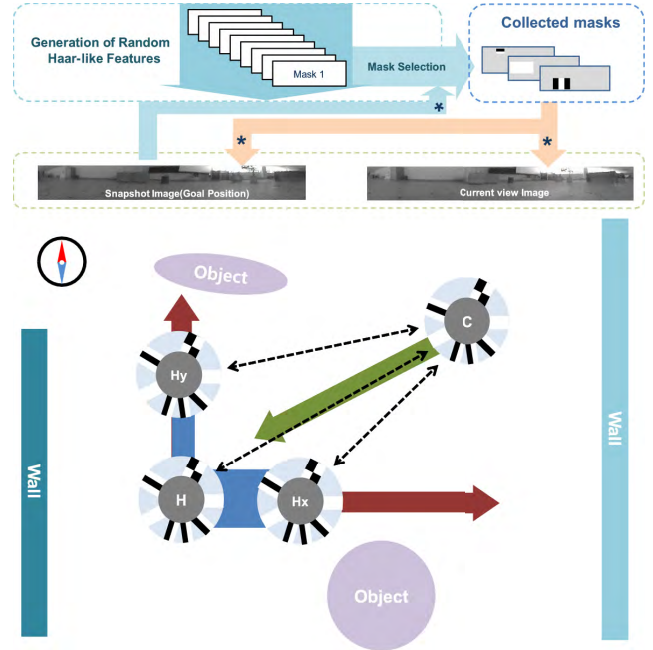 Generation of Random
Haar-like Features
Mask 1
Mask Selection
Collected masks
*
*
*
Snapshot Image(Goal Position)
Current view Image
Object
C
Hy
Wall
Wall
H
Hx
Object